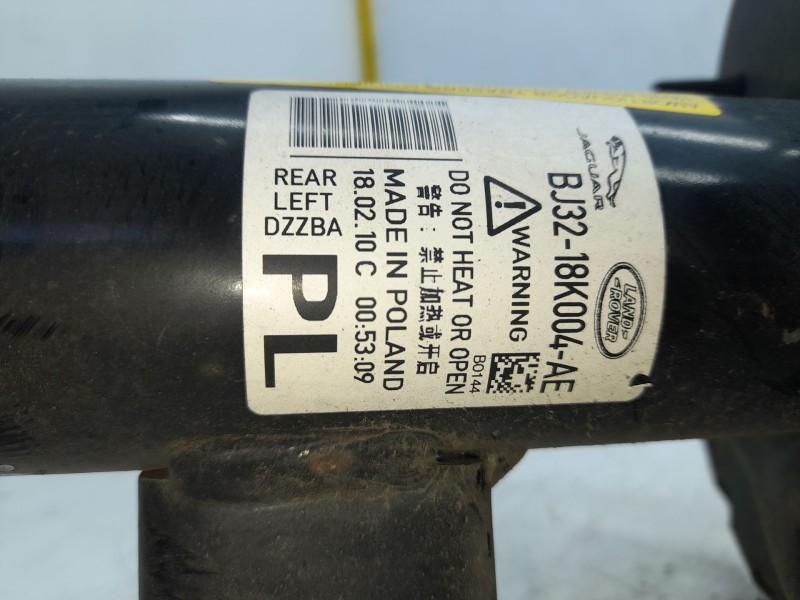 JAGUAR
LAND-
-ROVER
BJ32-18K004-AE
WARNING
B0144
DO NOT HEAT OR OPEN
警告：禁止加热或开启
MADE IN POLAND
18.02.10 C 00:53:09
REAR
LEFT
DZZBA
PL